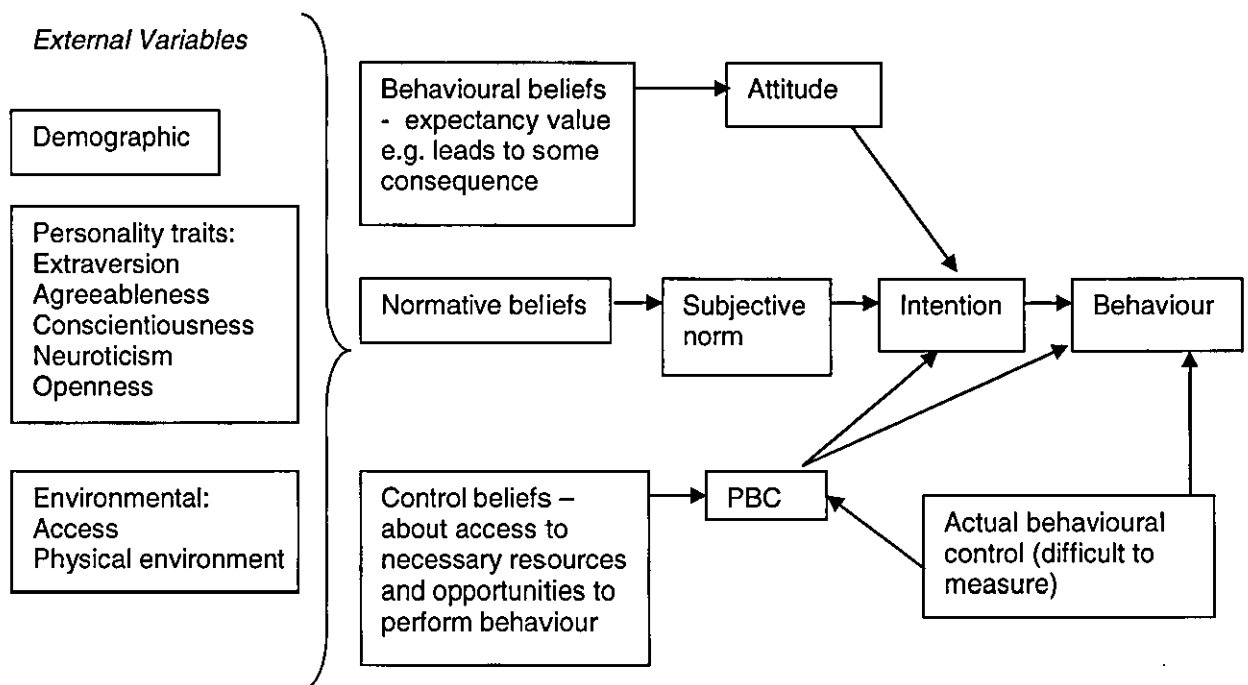 External Variables
Demographic
Personality traits:
Extraversion
Agreeableness
Conscientiousness
Neuroticism
Openness
Environmental:
Access
Physical environment
Behavioural beliefs
- expectancy value
e.g. leads to some
consequence
Attitude
Normative beliefs
Subjective
norm
Intention
Behaviour
Control beliefs –
about access to
necessary resources
and opportunities to
perform behaviour
PBC
Actual behavioural
control (difficult to
measure)